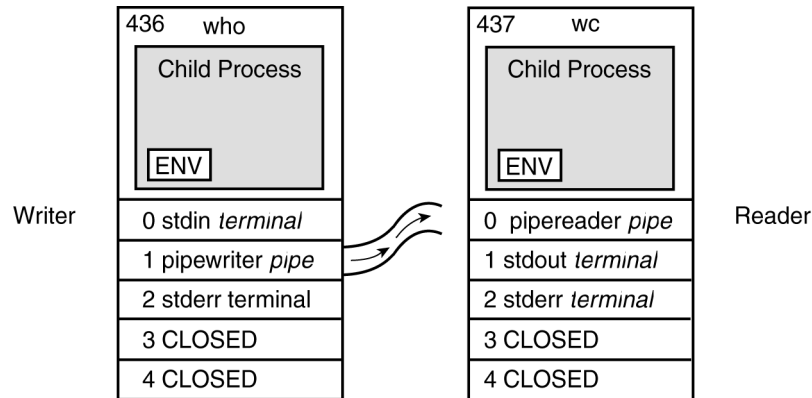 436 who
Child Process
ENV
Writer
0 stdin terminal
1 pipewriter pipe
2 stderr terminal
3 CLOSED
4 CLOSED
437 wc
Child Process
ENV
Reader
0 pipereader pipe
1 stdout terminal
2 stderr terminal
3 CLOSED
4 CLOSED